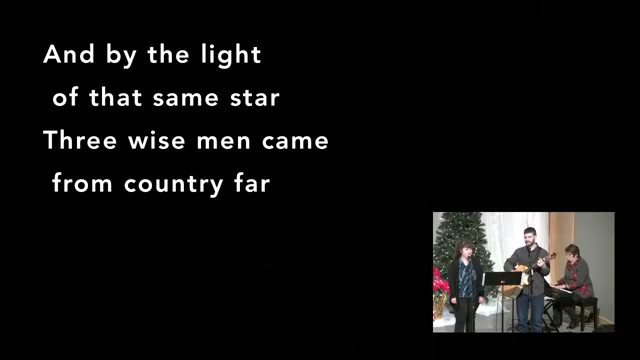 And by the light
of that same star
Three wise men came
from country far